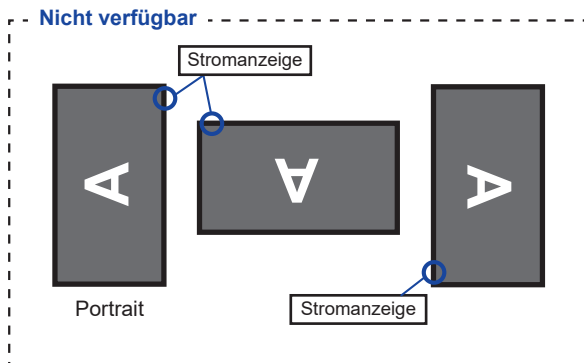 Nicht verfügbar
Stromanzeige
A
A
A
Portrait
Stromanzeige